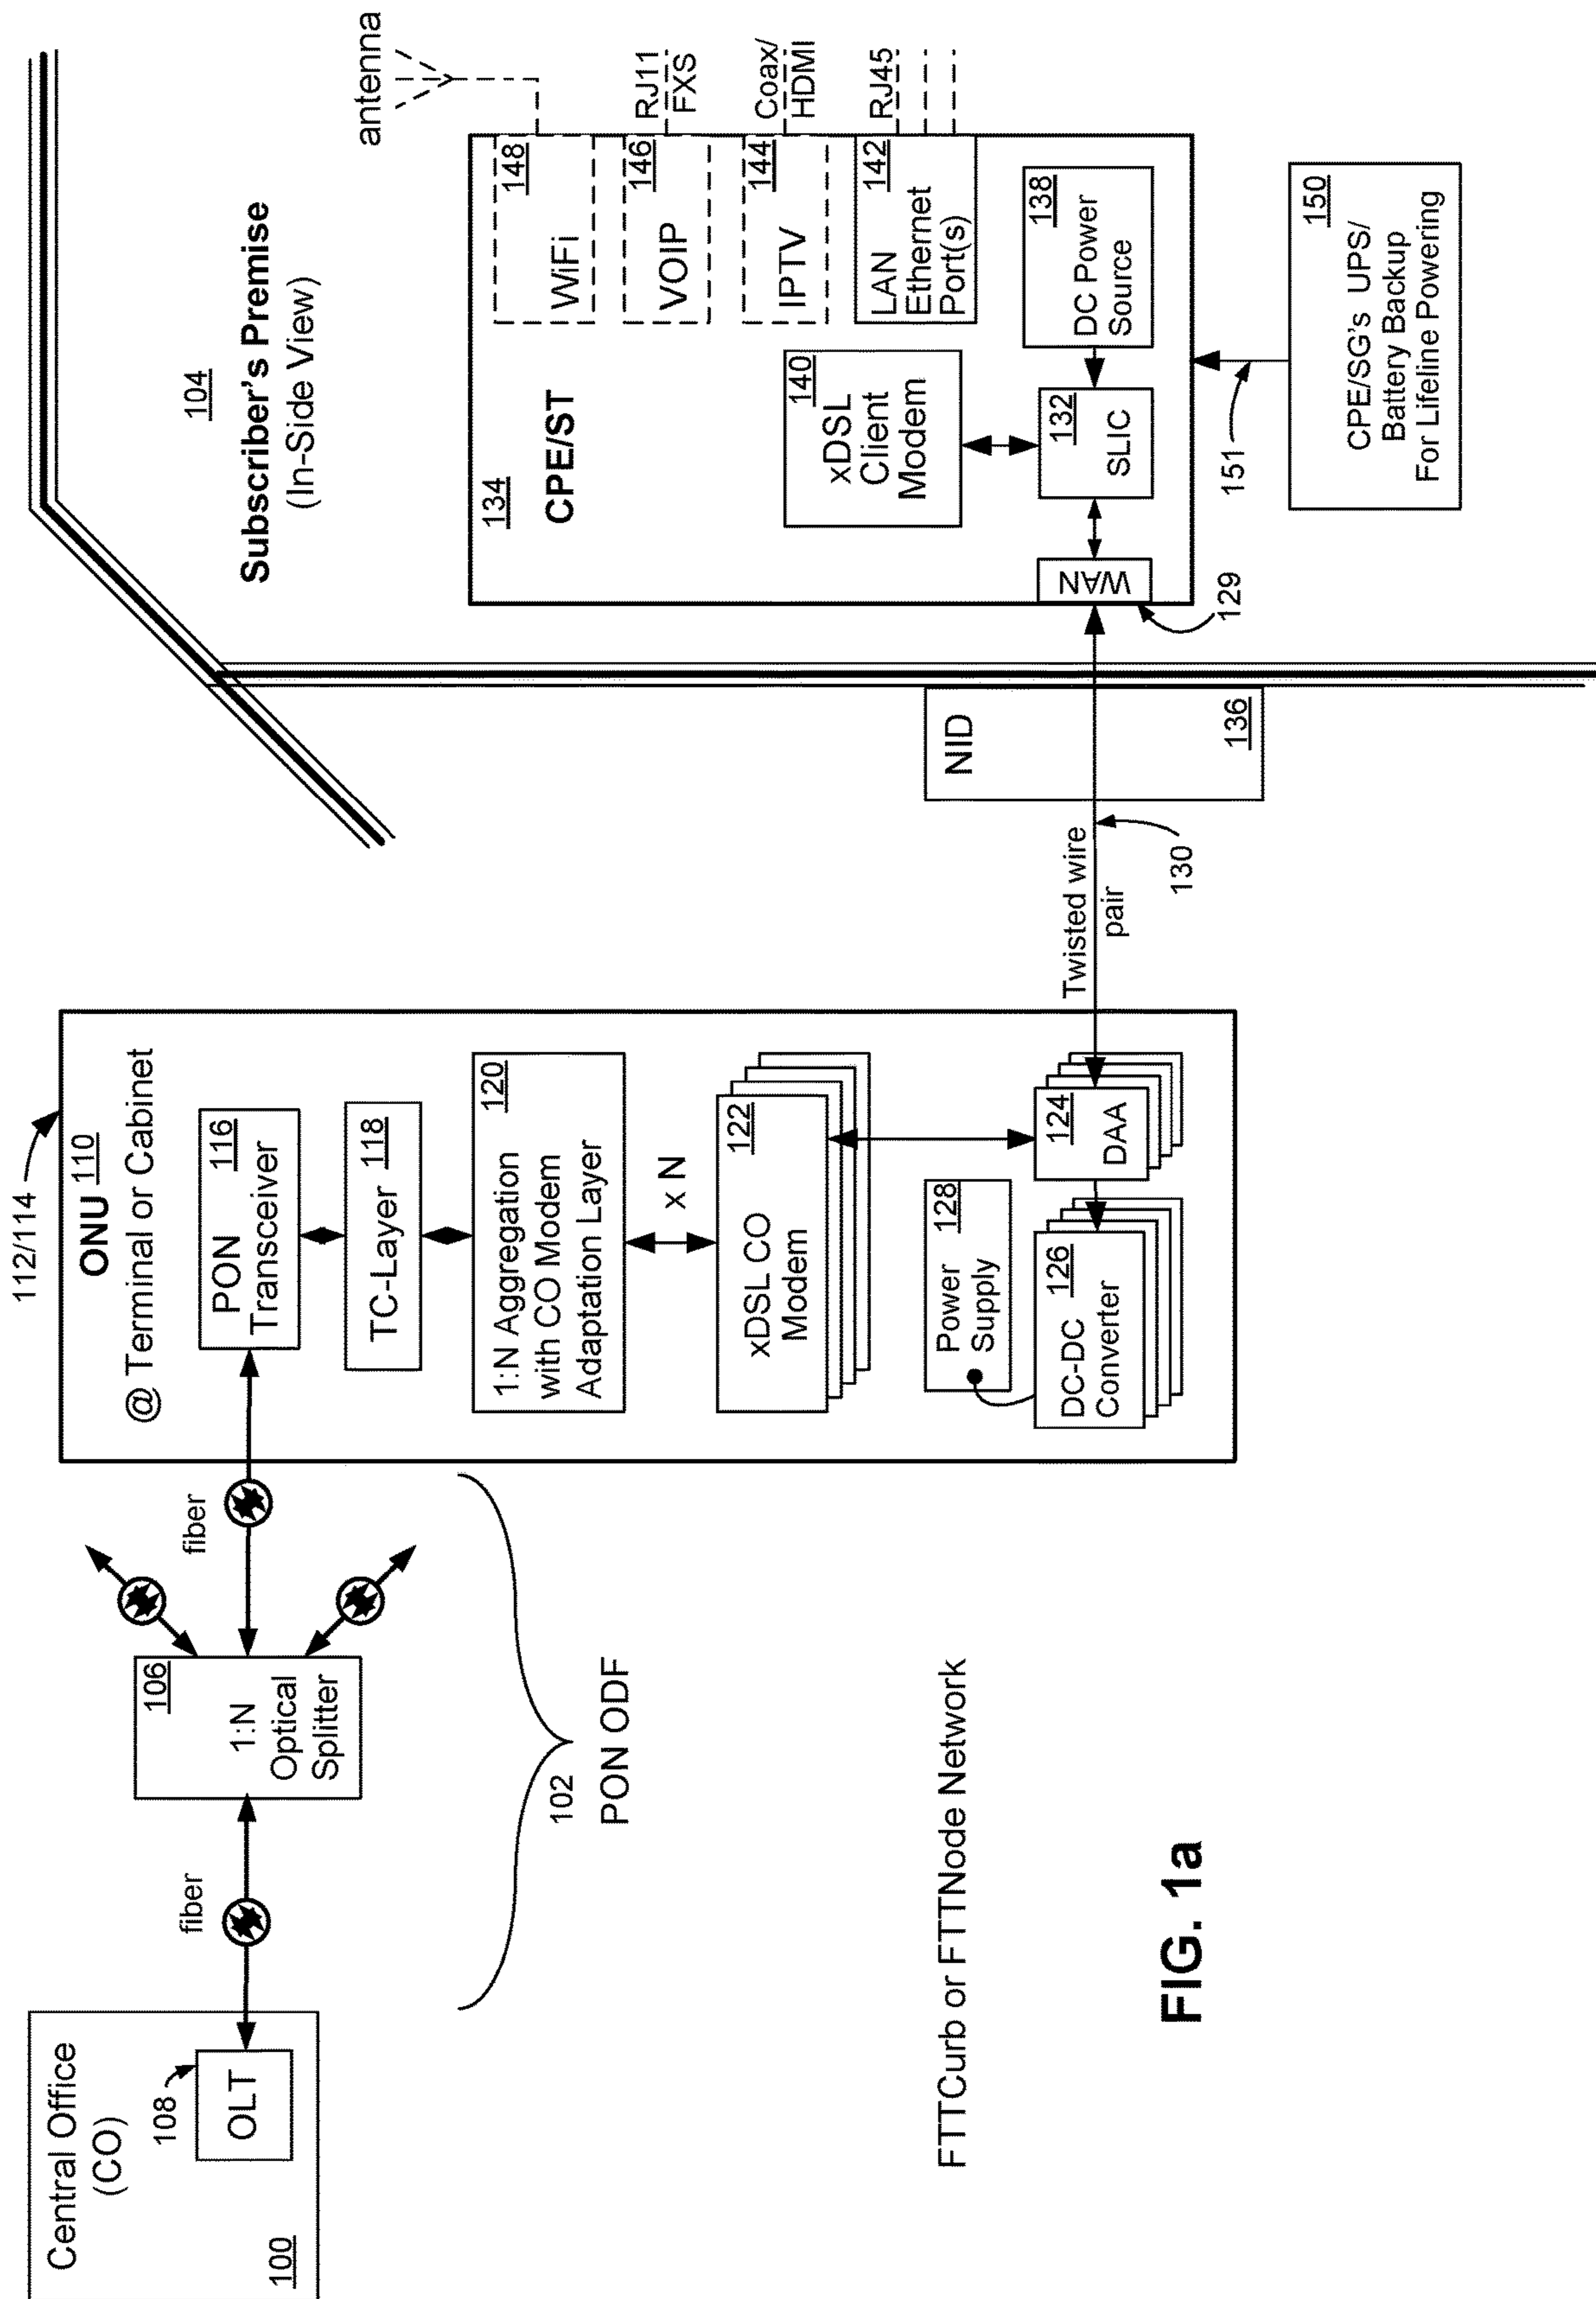 Central Office
(CO)
108
OLT
100
fiber
106
1:N
Optical
Splitter
fiber
102
PON ODF
112/114
ONU 110
@ Terminal or Cabinet
PON 116
Transceiver
TC-Layer 118
120
1:N Aggregation
with CO Modem
Adaptation Layer
x N
122
xDSL CO
Modem
Power 128
Supply
124
DAA
126
DC-DC
Converter
Twisted wire
pair
130
NID
136
104
Subscriber's Premise
(In-Side View)
134
CPE/ST
antenna
148
WiFi
RJ11
FXS
146
VOIP
Coax/
HDMI
144
IPTV
RJ45
142
LAN
Ethernet
Port(s)
140
xDSL
Client
Modem
138
DC Power
Source
132
SLIC
WAN
129
151
150
CPE/SG's UPS/
Battery Backup
For Lifeline Powering
FTTCurb or FTTNode Network
FIG. 1a